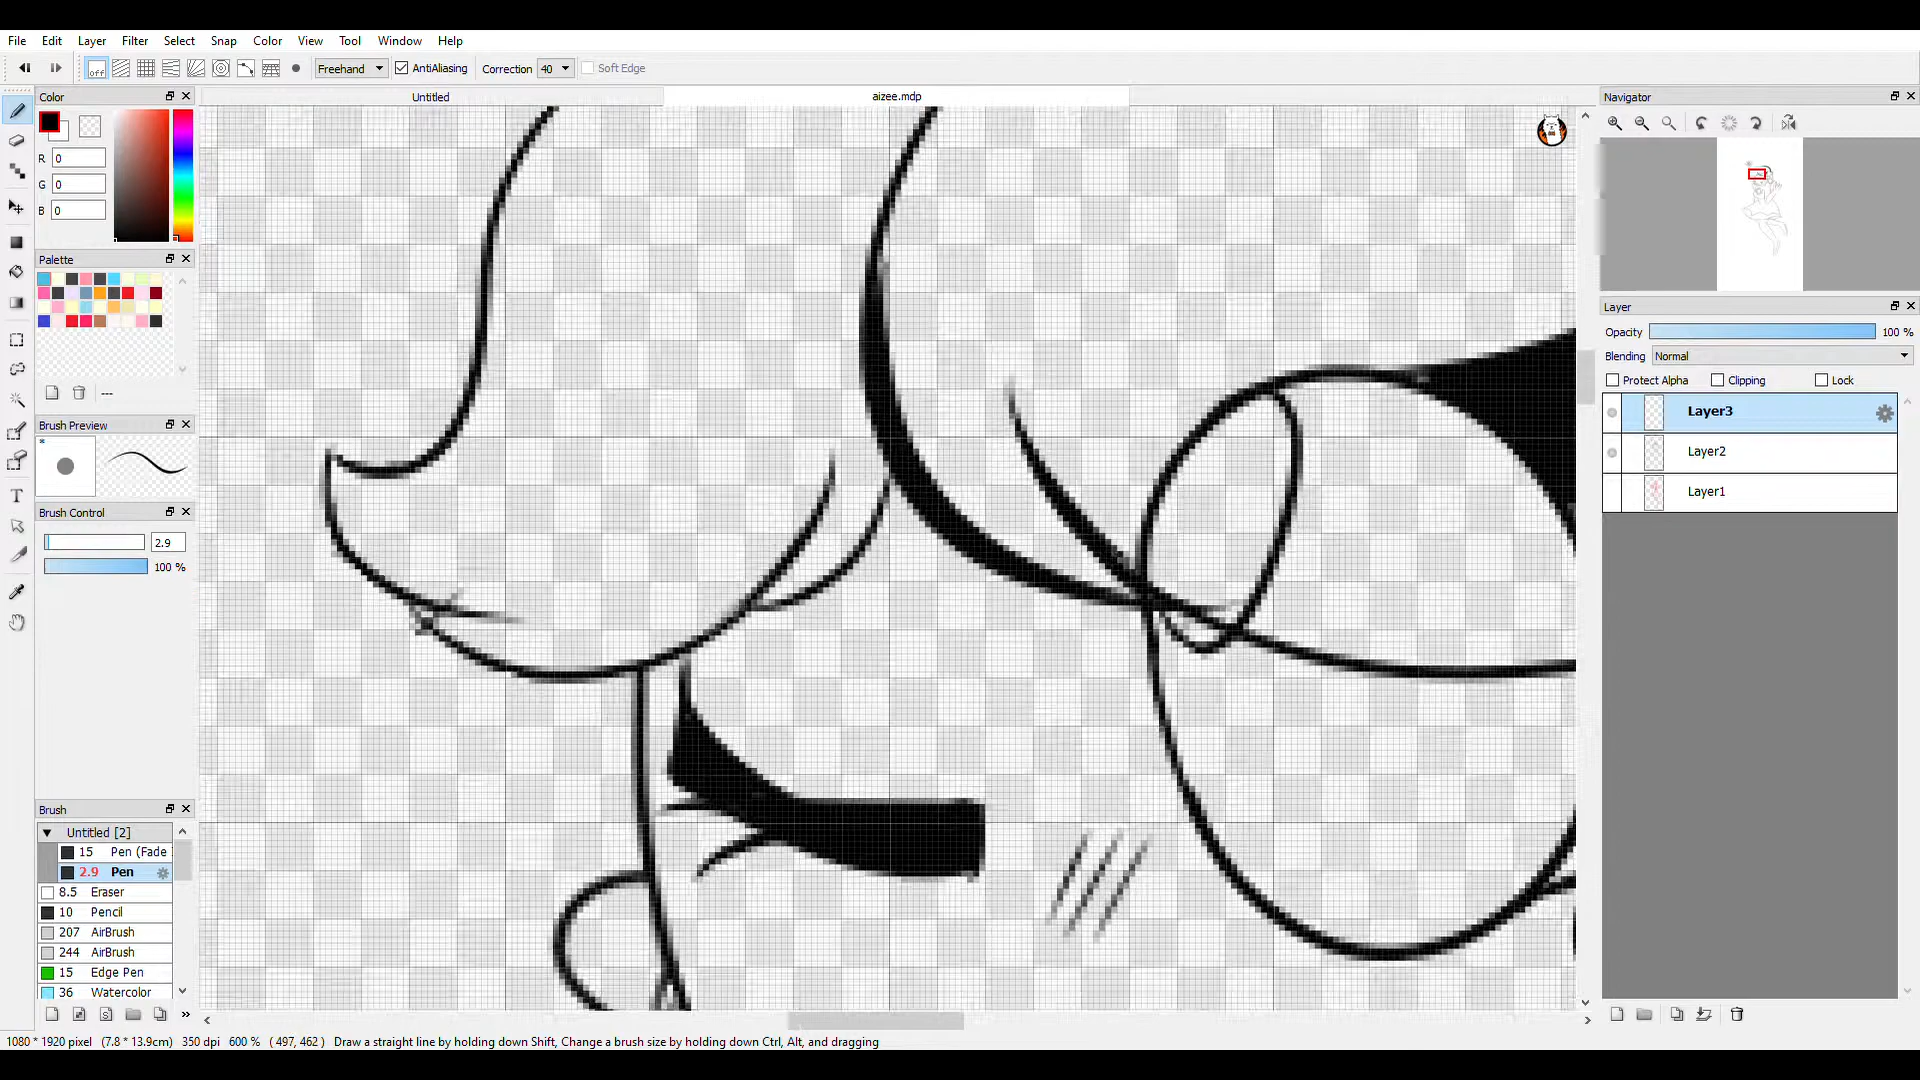 File Edit Layer Filter Select Snap Color View Tool Window Help
off Freehand AntiAliasing Correction 40 Soft Edge
Color
Untitled
aizee.mdp
Navigator
R 0
G 0
B 0
Palette
---
Brush Preview
Brush Control
2.9
100 %
Brush
Untitled [2]
15 Pen (Fade
2.9 Pen
8.5 Eraser
10 Pencil
207 AirBrush
244 AirBrush
15 Edge Pen
36 Watercolor
Layer
Opacity 100 %
Blending Normal
Protect Alpha Clipping Lock
Layer3
Layer2
Layer1
1080 * 1920 pixel (7.8 * 13.9cm) 350 dpi 600 % ( 497, 462 ) Draw a straight line by holding down Shift, Change a brush size by holding down Ctrl, Alt, and dragging